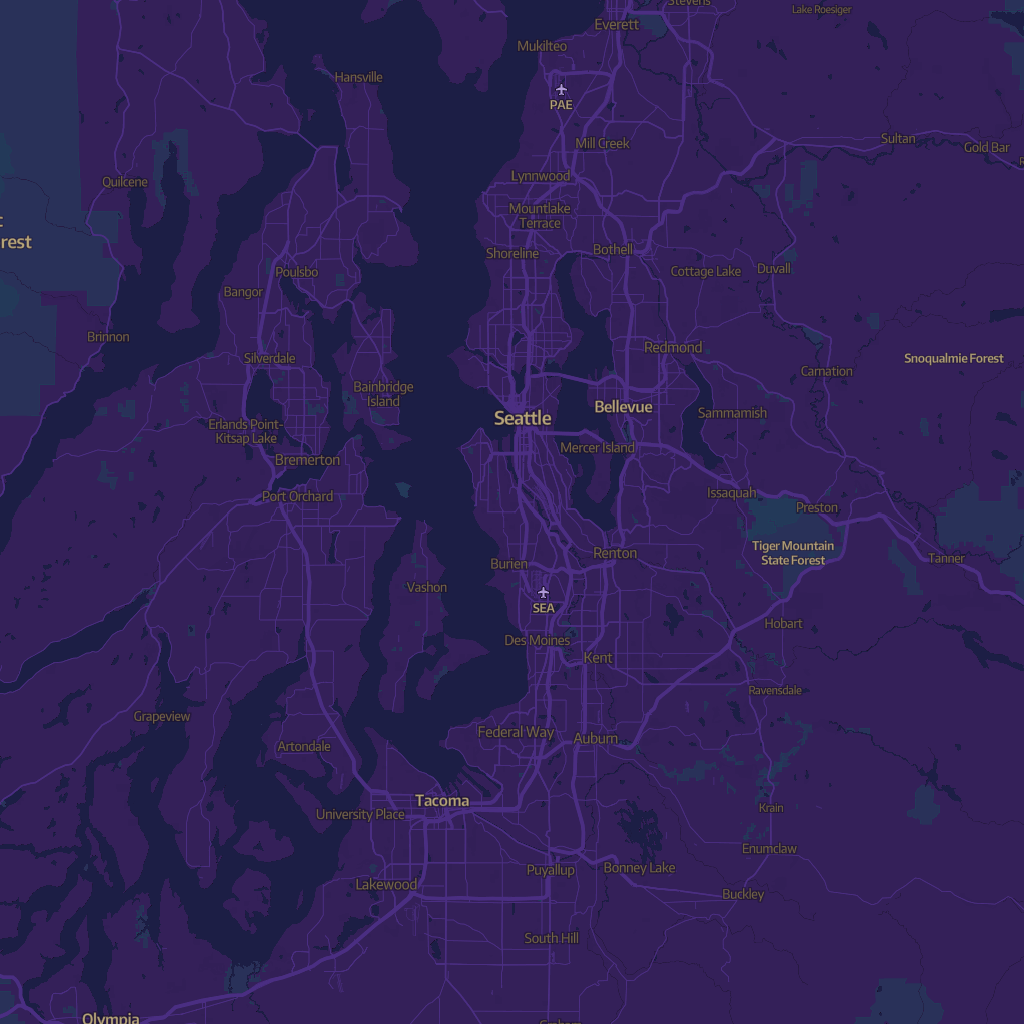 Stevens
Lake Roesiger
Everett
Mukilteo
Hansville
PAE
Sultan
Mill Creek
Gold Bar
Lynnwood
Quilcene
Mountlake
Terrace
rest
Bothell
Shoreline
Duvall
Cottage Lake
Poulsbo
Bangor
Brinnon
Redmond
Silverdale
Snoqualmie Forest
Carnation
Bainbridge
Island
Bellevue
Sammamish
Seattle
Erlands Point-
Kitsap Lake
Mercer Island
Bremerton
Issaquah
Port Orchard
Preston
Tiger Mountain
State Forest
Renton
Tanner
Burien
Vashon
SEA
Hobart
Des Moines
Kent
Ravensdale
Grapeview
Federal Way
Auburn
Artondale
Tacoma
Krain
University Place
Enumclaw
Puyallup
Bonney Lake
Lakewood
Buckley
South Hill
Olympia